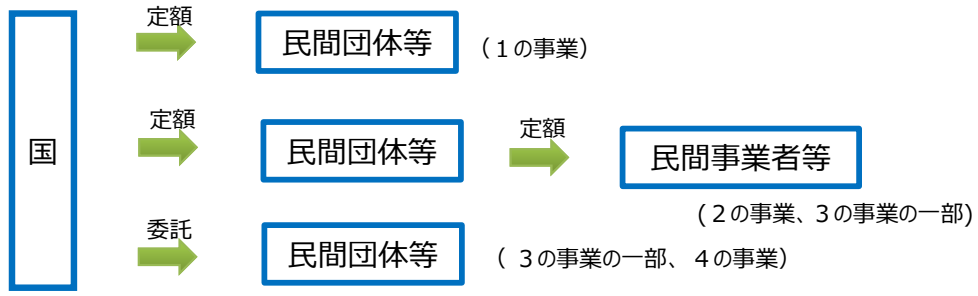 国
定額
民間団体等
（１の事業）
定額
民間団体等
定額
民間事業者等
(２の事業、３の事業の一部)
委託
民間団体等
（ ３の事業の一部、４の事業）